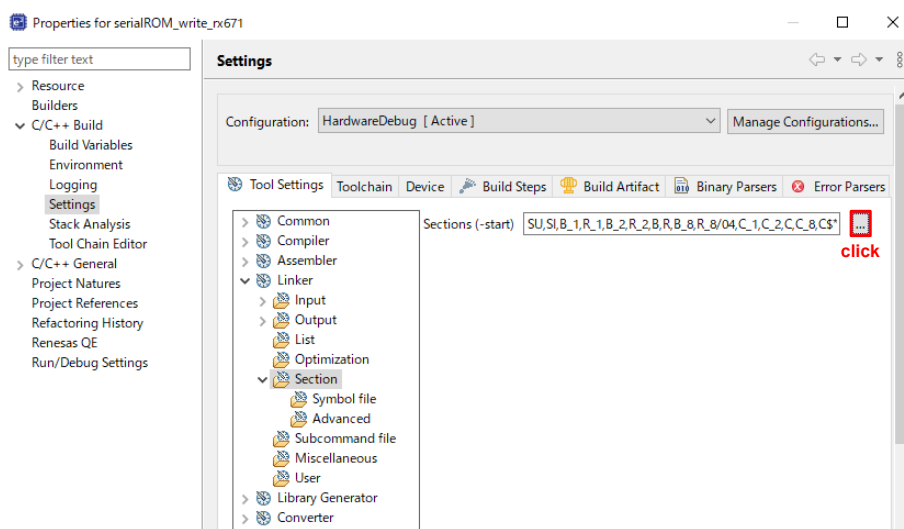 Properties for serialROM_write_rx671
type filter text
Resource
Builders
C/C++ Build
Build Variables
Environment
Logging
Settings
Stack Analysis
Tool Chain Editor
C/C++ General
Project Natures
Project References
Refactoring History
Renesas QE
Run/Debug Settings
Settings
Configuration: HardwareDebug [ Active ] Manage Configurations...
Tool Settings Toolchain Device Build Steps Build Artifact Binary Parsers Error Parsers
Common
Compiler
Assembler
Linker
Input
Output
List
Optimization
Section
Symbol file
Advanced
Subcommand file
Miscellaneous
User
Library Generator
Converter
Sections (-start) SU,SI,B_1,R_1,B_2,R_2,B,R,B_8,R_8/04,C_1,C_2,C,C_8,C$* ...
click